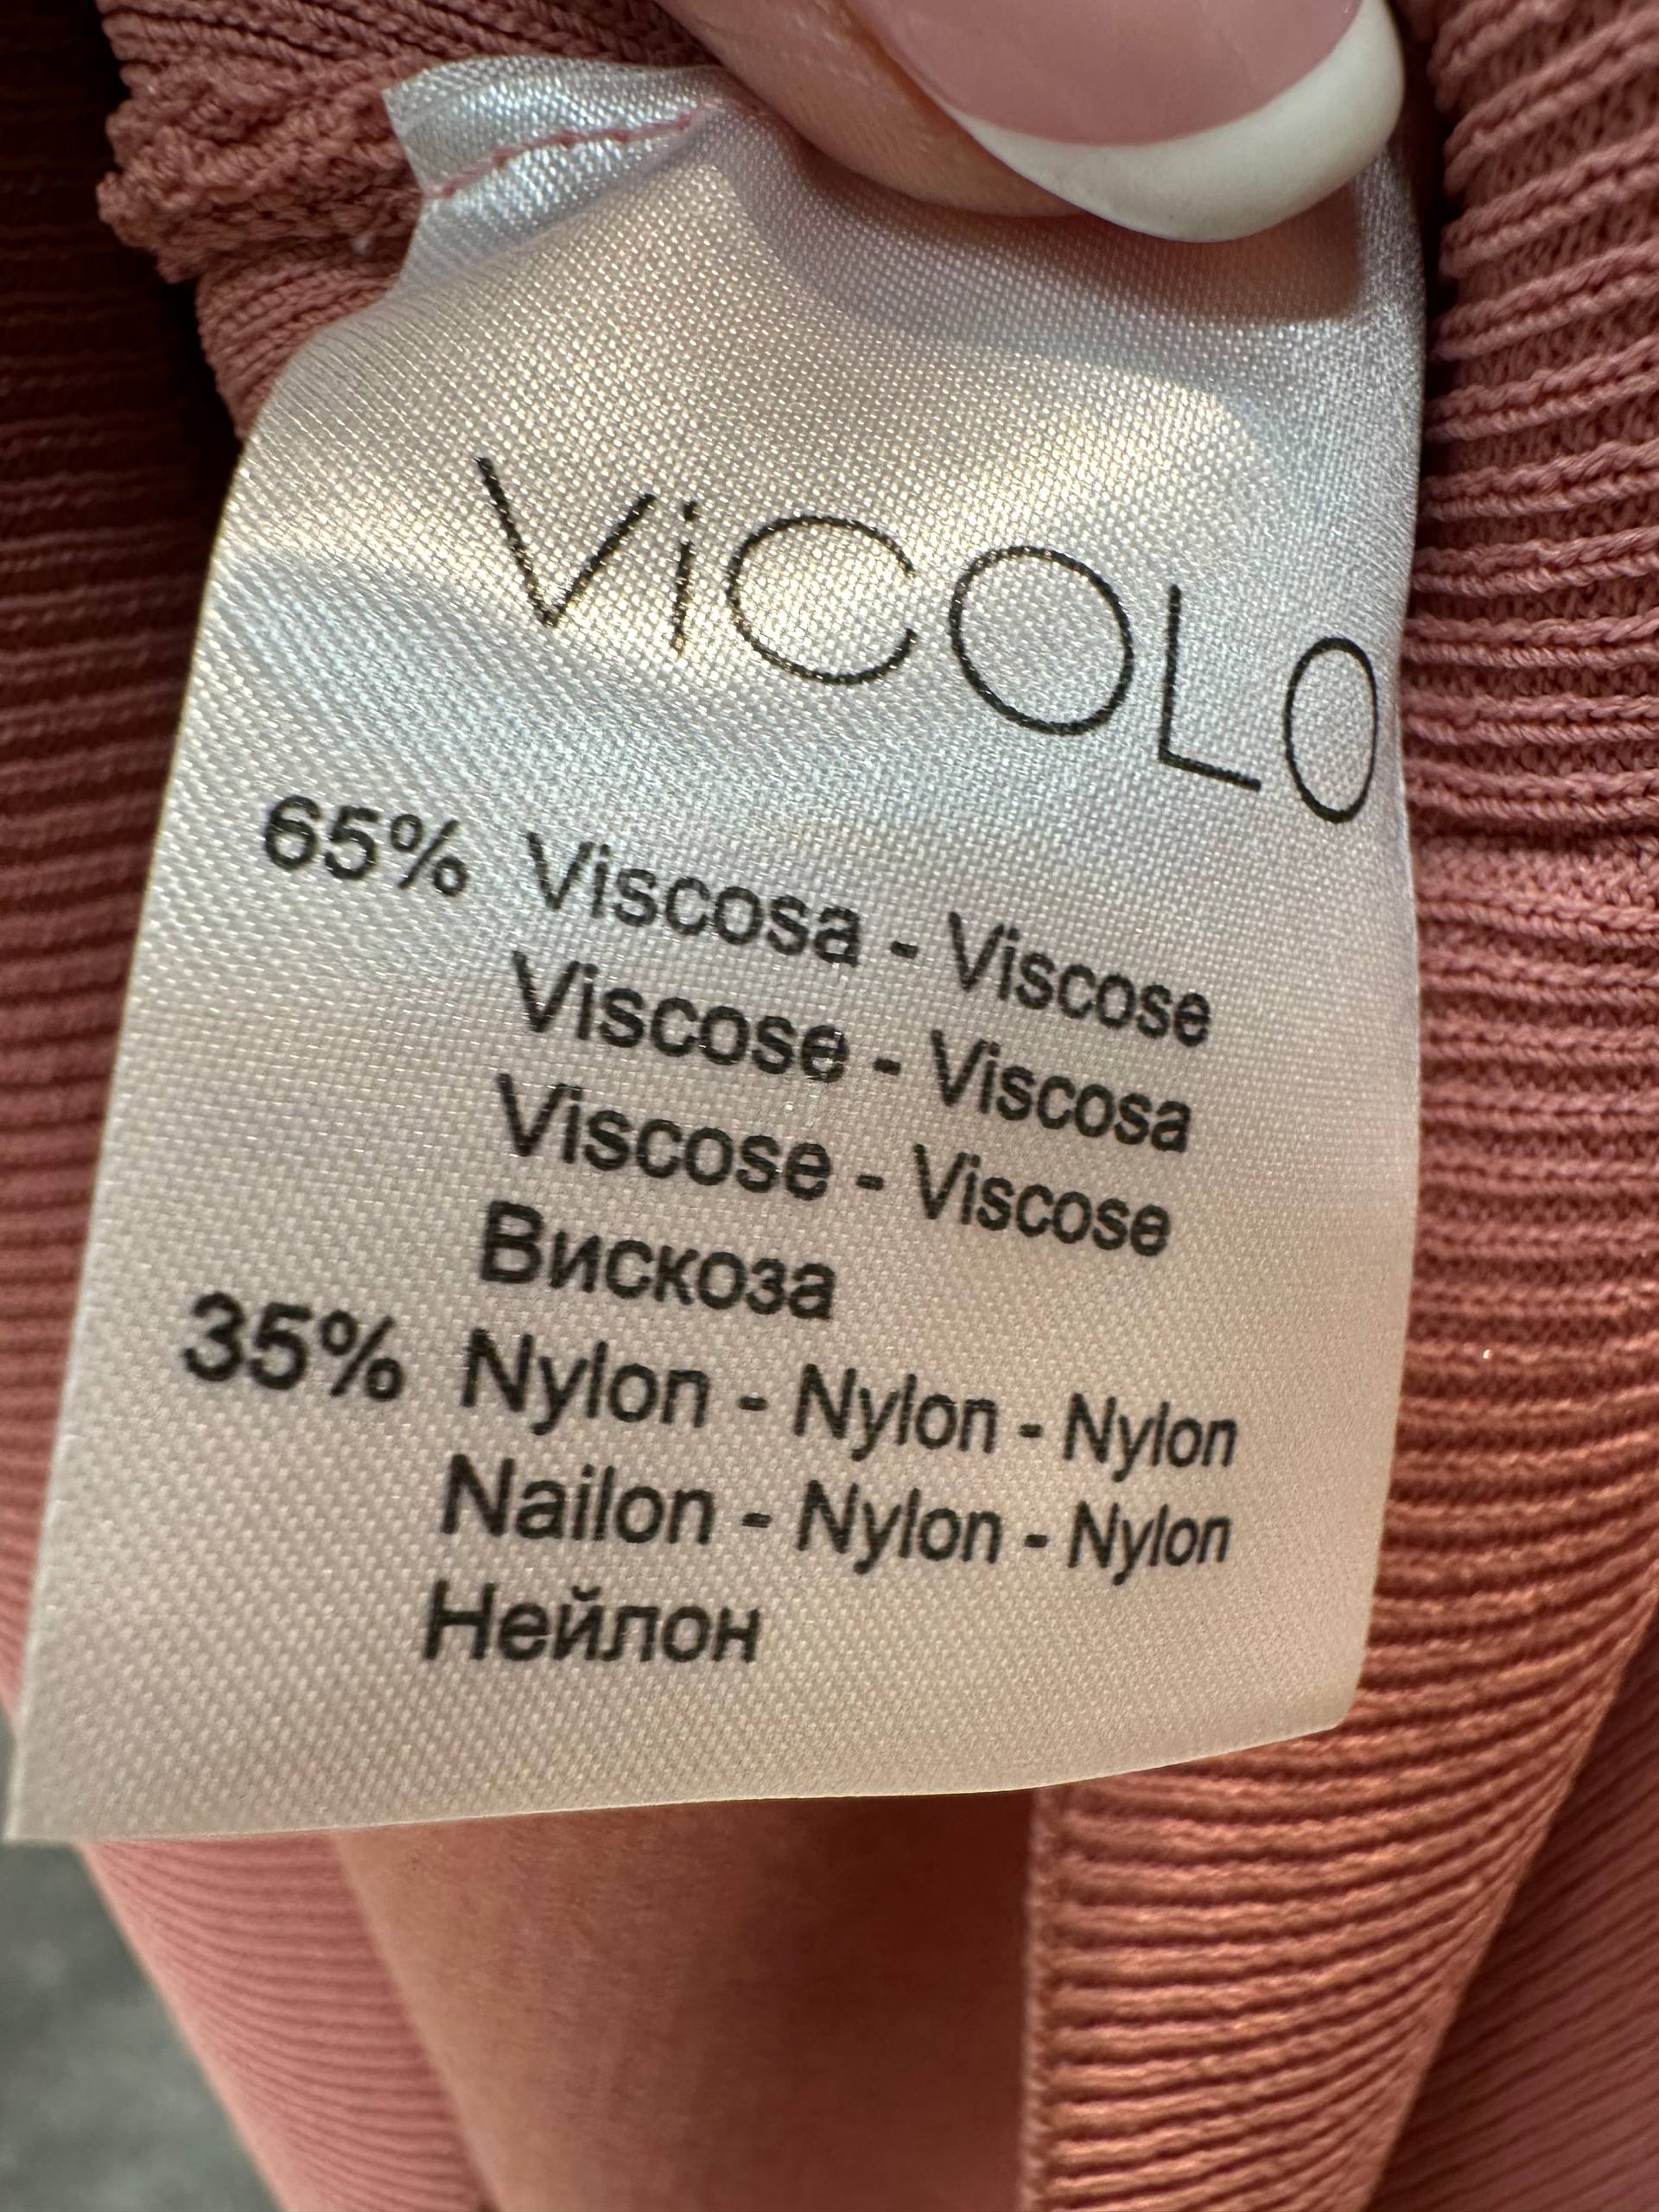 ViCOLO
65% Viscosa - Viscose
Viscose - Viscosa
Viscose - Viscose
Вискоза
35% Nylon - Nylon - Nylon
Nailon - Nylon - Nylon
Нейлон